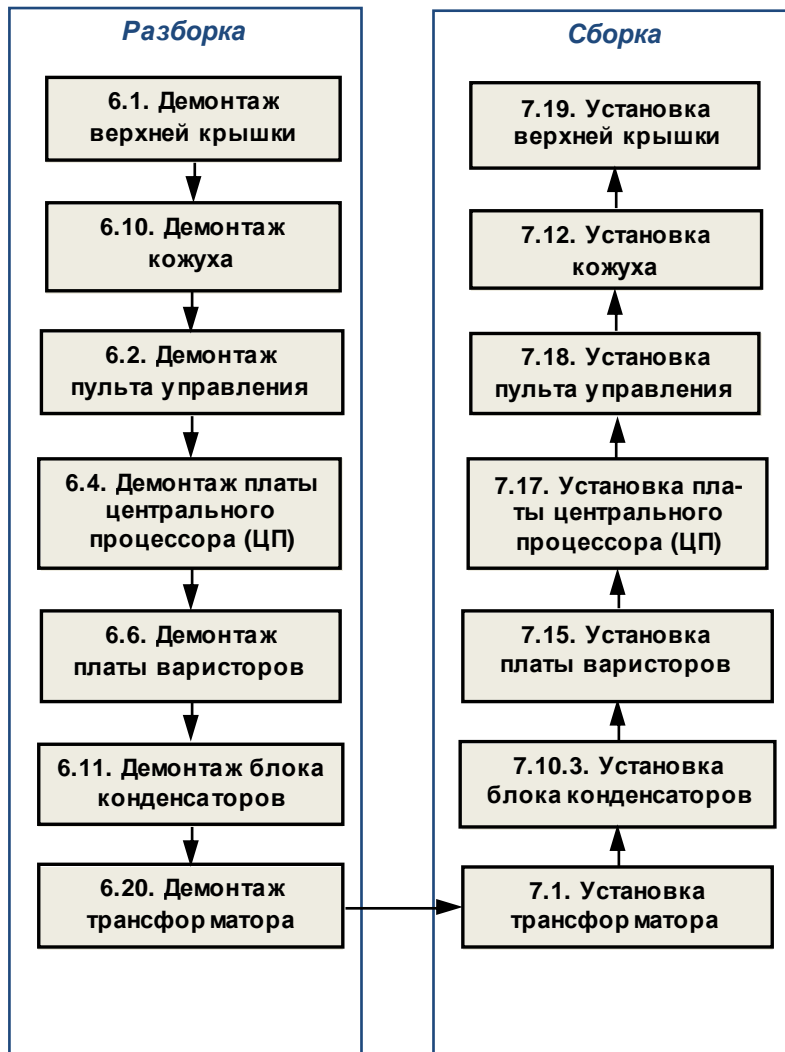 Разборка
6.1. Демонтаж
верхней крышки
6.10. Демонтаж
кожуха
6.2. Демонтаж
пульта управления
6.4. Демонтаж платы
центрального
процессора (ЦП)
6.6. Демонтаж
платы варисторов
6.11. Демонтаж блока
конденсаторов
6.20. Демонтаж
трансформатора
Сборка
7.19. Установка
верхней крышки
7.12. Установка
кожуха
7.18. Установка
пульта управления
7.17. Установка пла-
ты центрального
процессора (ЦП)
7.15. Установка
платы варисторов
7.10.3. Установка
блока конденсаторов
7.1. Установка
трансформатора